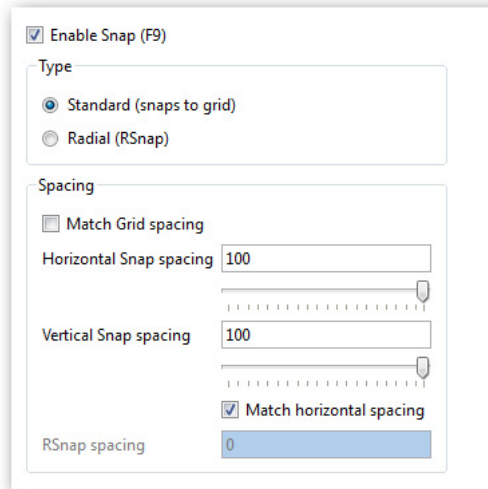 Enable Snap (F9)
Type
Standard (snaps to grid)
Radial (RSnap)
Spacing
Match Grid spacing
Horizontal Snap spacing 100
Vertical Snap spacing 100
Match horizontal spacing
RSnap spacing 0